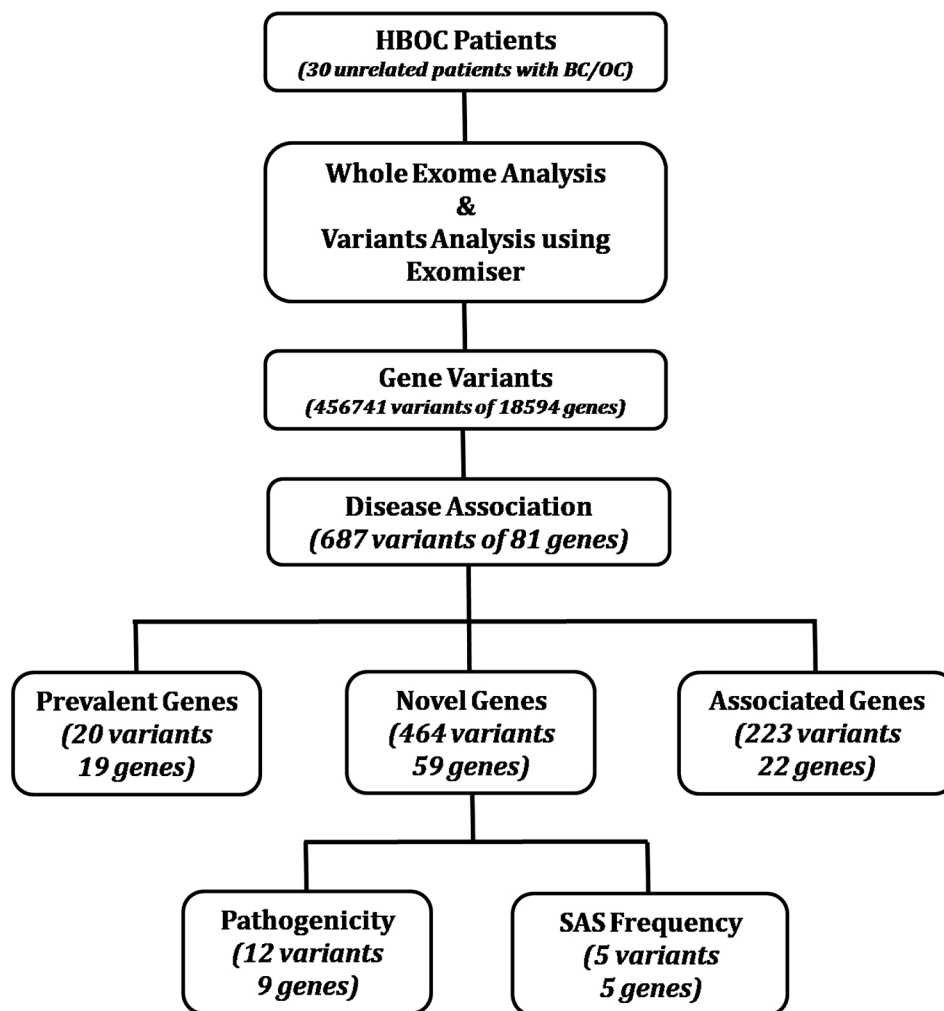 HBOC Patients
(30 unrelated patients with BC/OC)
Whole Exome Analysis
&
Variants Analysis using
Exomiser
Gene Variants
(456741 variants of 18594 genes)
Disease Association
(687 variants of 81 genes)
Prevalent Genes
(20 variants
19 genes)
Novel Genes
(464 variants
59 genes)
Associated Genes
(223 variants
22 genes)
Pathogenicity
(12 variants
9 genes)
SAS Frequency
(5 variants
5 genes)